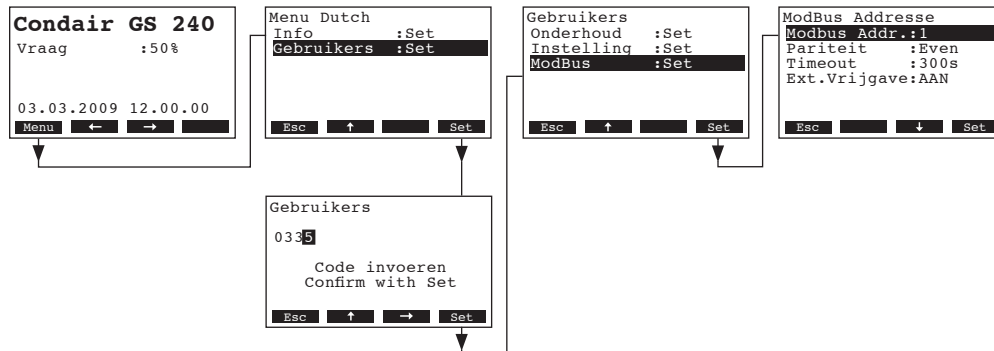 Condair GS 240
Vraag :50%
03.03.2009 12.00.00
Menu ← →
Menu Dutch
Info :Set
Gebruikers :Set
Esc ↑ Set
Gebruikers
0335
Code invoeren
Confirm with Set
Esc ↑ → Set
Gebruikers
Onderhoud :Set
Instelling :Set
ModBus :Set
Esc ↑ Set
ModBus Addresse
Modbus Addr.:1
Pariteit :Even
Timeout :300s
Ext.Vrijgave:AAN
Esc ↓ Set